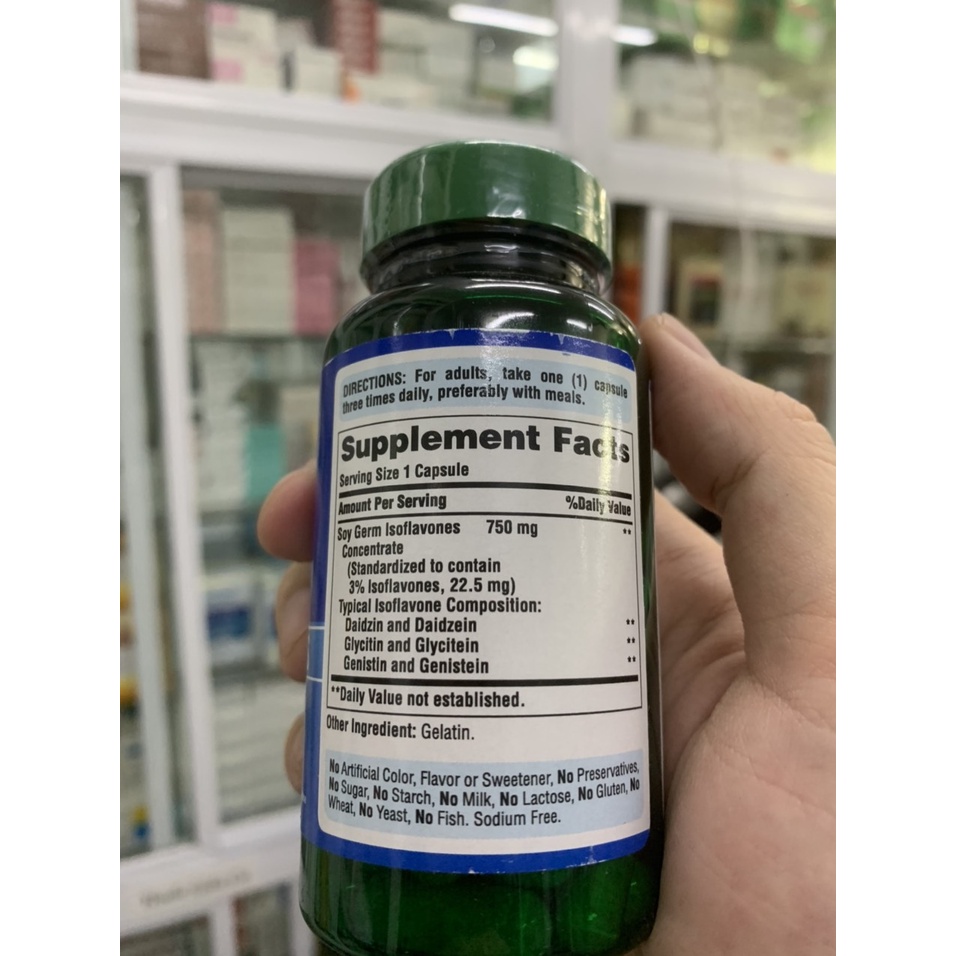 DIRECTIONS: For adults, take one (1) capsule
three times daily, preferably with meals.
Supplement Facts
Serving Size 1 Capsule
Amount Per Serving %Daily Value
Soy Germ Isoflavones 750 mg **
Concentrate
(Standardized to contain
3% Isoflavones, 22.5 mg)
Typical Isoflavone Composition:
Daidzin and Daidzein **
Glycitin and Glycitein **
Genistin and Genistein **
**Daily Value not established.
Other Ingredient: Gelatin.
No Artificial Color, Flavor or Sweetener, No Preservatives,
No Sugar, No Starch, No Milk, No Lactose, No Gluten, No
Wheat, No Yeast, No Fish. Sodium Free.